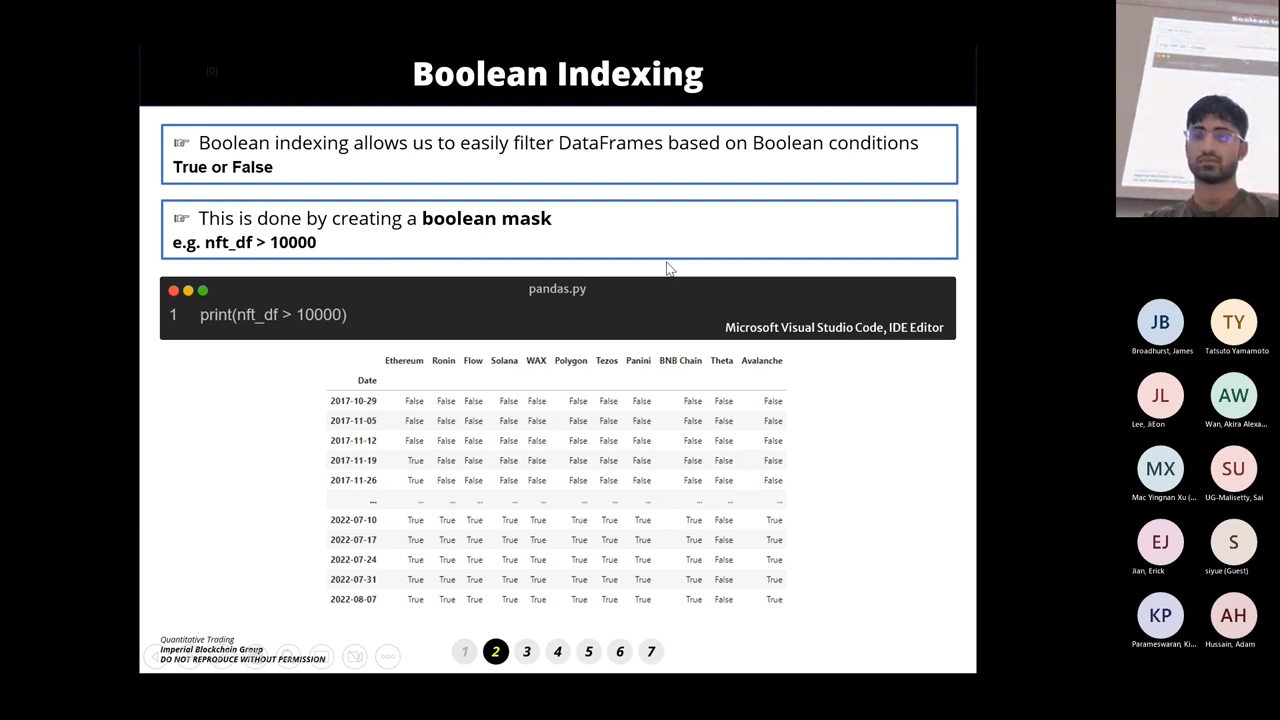 [0]
Boolean Indexing
☞ Boolean indexing allows us to easily filter DataFrames based on Boolean conditions
True or False
☞ This is done by creating a boolean mask
e.g. nft_df > 10000
pandas.py
1 print(nft_df > 10000)
Microsoft Visual Studio Code, IDE Editor
Ethereum Ronin Flow Solana WAX Polygon Tezos Panini BNB Chain Theta Avalanche
Date
2017-10-29 False False False False False False False False False False False
2017-11-05 False False False False False False False False False False False
2017-11-12 False False False False False False False False False False False
2017-11-19 True False False False False False False False False False False
2017-11-26 True False False False False False False False False False False
... ... ... ... ... ... ... ... ... ... ... ...
2022-07-10 True True True True True True True True True False True
2022-07-17 True True True True True True True True True False True
2022-07-24 True True True True True True True True True False True
2022-07-31 True True True True True True True True True False True
2022-08-07 True True True True True True True True True False True
Quantitative Trading
Imperial Blockchain Group
DO NOT REPRODUCE WITHOUT PERMISSION
1 2 3 4 5 6 7
Boolean In
JB TY
Broadhurst, James Tatsuto Yamamoto
JL AW
Lee, JiEon Wan, Akira Alexa...
MX SU
Mac Yingnan Xu (... UG-Malisetty, Sai
EJ S
Jian, Erick siyue (Guest)
KP AH
Parameswaran, Ki... Hussain, Adam